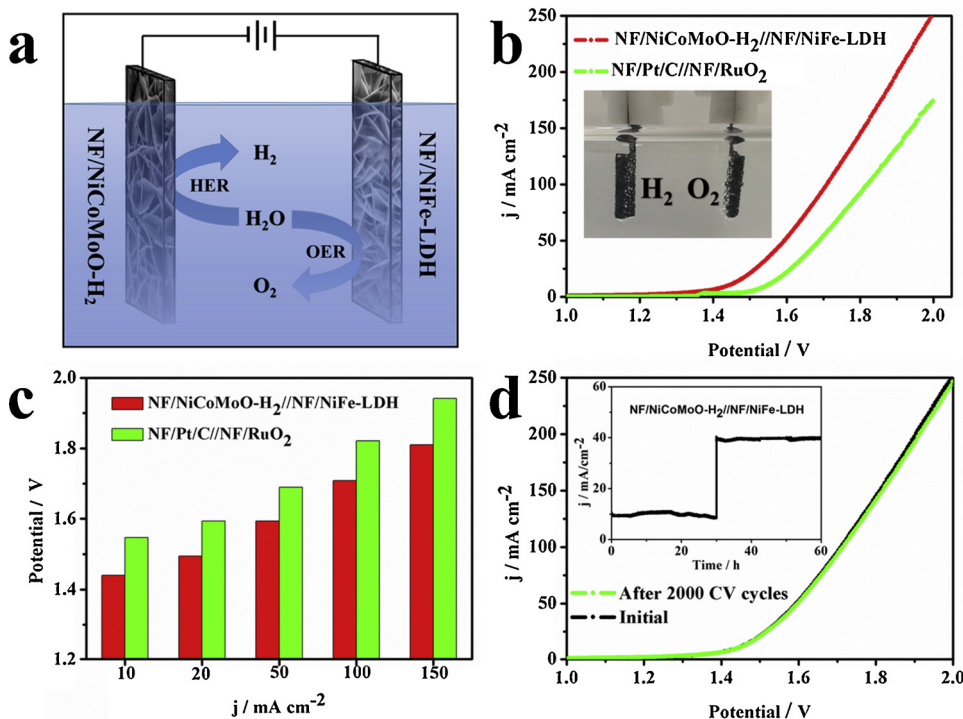 a
NF/NiCoMoO-H₂
HER
H₂
H₂O
OER
O₂
NF/NiFe-LDH
b
NF/NiCoMoO-H₂//NF/NiFe-LDH
NF/Pt/C//NF/RuO₂
H₂ O₂
j / mA cm⁻²
250
200
150
100
50
0
1.0 1.2 1.4 1.6 1.8 2.0
Potential / V
c
NF/NiCoMoO-H₂//NF/NiFe-LDH
NF/Pt/C//NF/RuO₂
Potential / V
2.0
1.8
1.6
1.4
1.2
10 20 50 100 150
j / mA cm⁻²
d
NF/NiCoMoO-H₂//NF/NiFe-LDH
j / mA/cm⁻²
60
40
20
0
0 20 40 60
Time / h
After 2000 CV cycles
Initial
j / mA cm⁻²
250
200
150
100
50
0
1.0 1.2 1.4 1.6 1.8 2.0
Potential / V